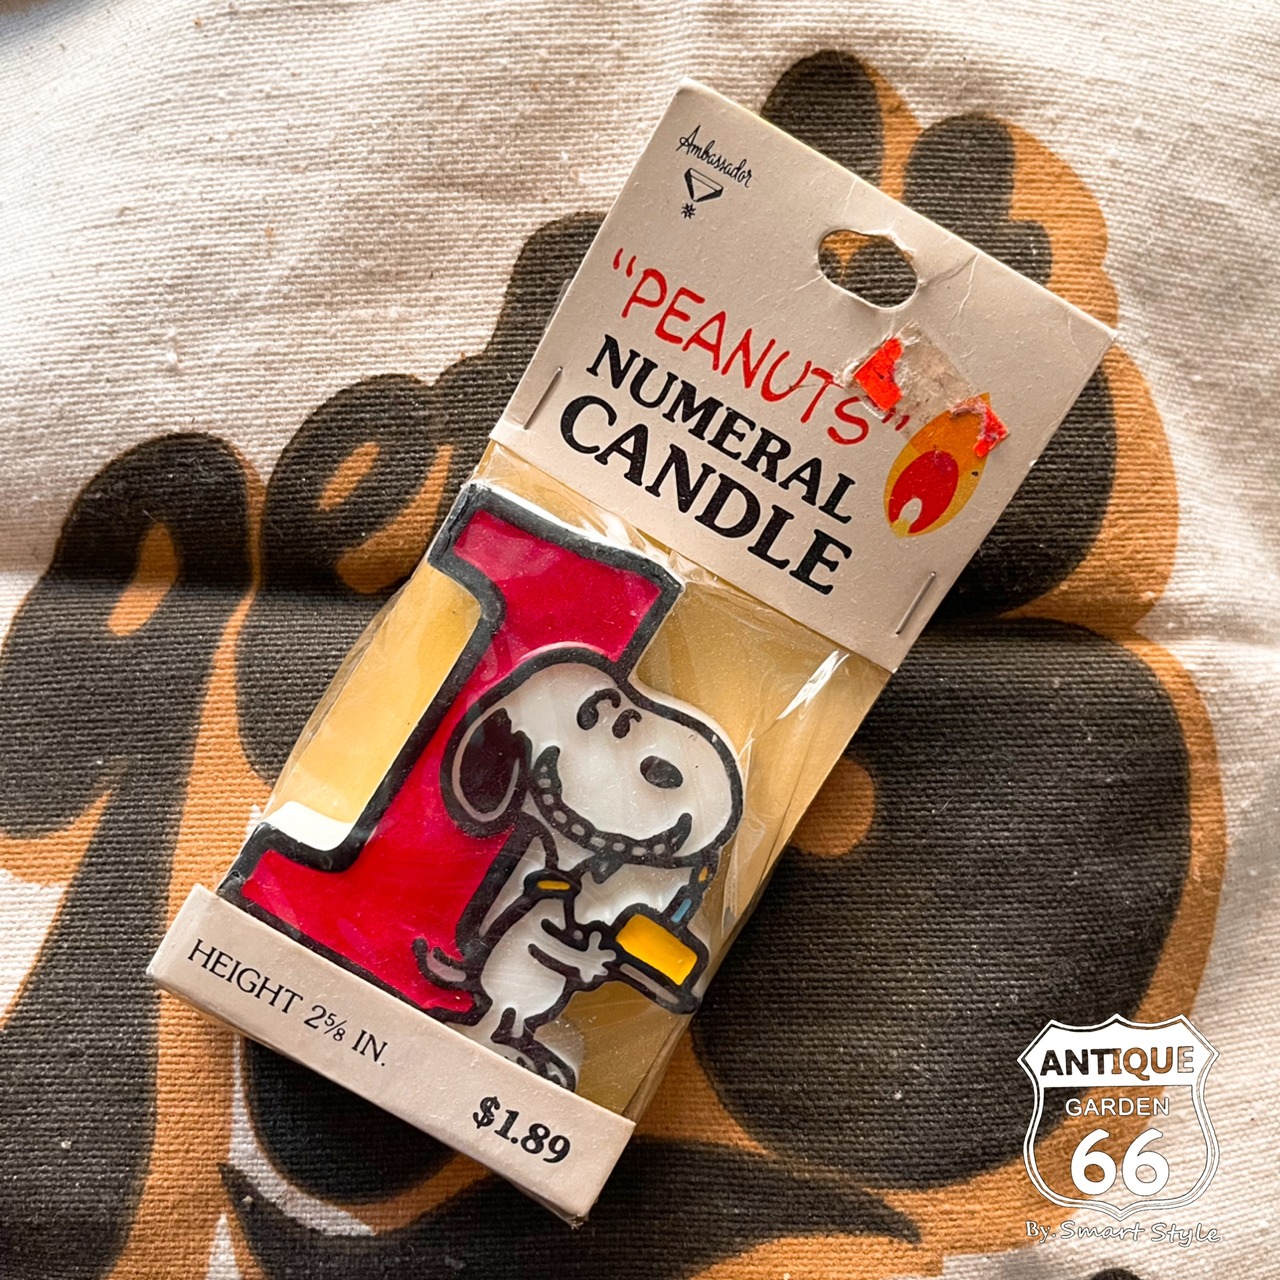 Ambassador
“PEANUTS”
NUMERAL
CANDLE
HEIGHT 2⅝ IN.
$1.89
ANTIQUE
GARDEN
66
By. Smart Style